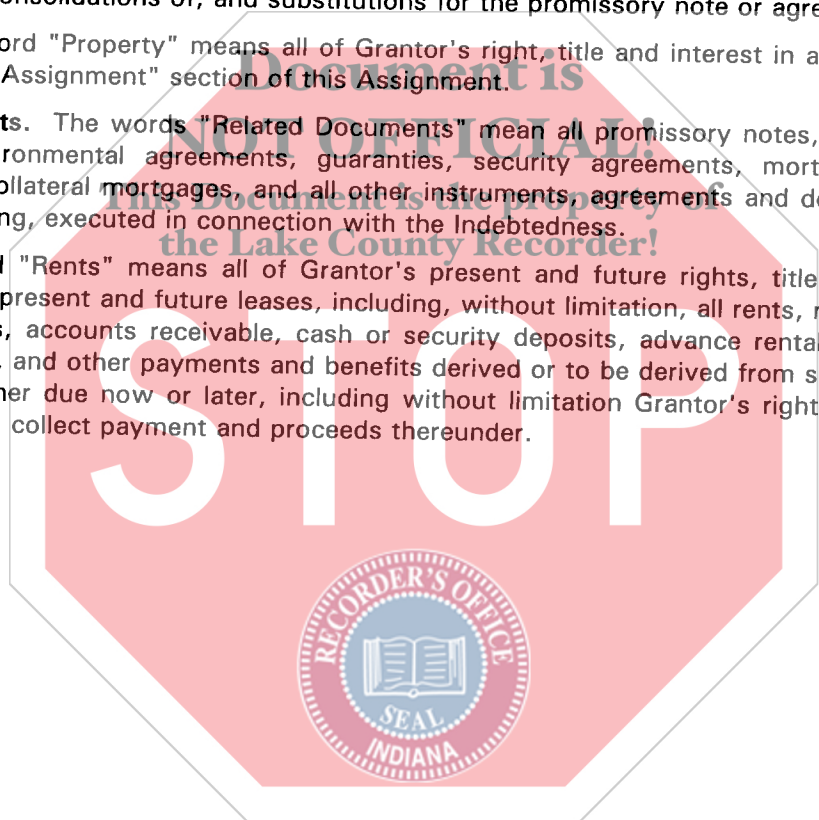 onsolidations of, and substitutions for the promissory note or agre
ord "Property" means all of Grantor's right, title and interest in a
Assignment" section of this Assignment.
ts. The words "Related Documents" mean all promissory notes,
ronmental agreements, guaranties, security agreements, mort
ollateral mortgages, and all other instruments, agreements and d
ng, executed in connection with the Indebtedness.
"Rents" means all of Grantor's present and future rights, title
present and future leases, including, without limitation, all rents,
s, accounts receivable, cash or security deposits, advance renta
, and other payments and benefits derived or to be derived from s
her due now or later, including without limitation Grantor's right
collect payment and proceeds thereunder.
Document is
NOT OFFICIAL!
This Document is the property of
the Lake County Recorder!
STOP
RECORDER'S OFFICE
SEAL
INDIANA